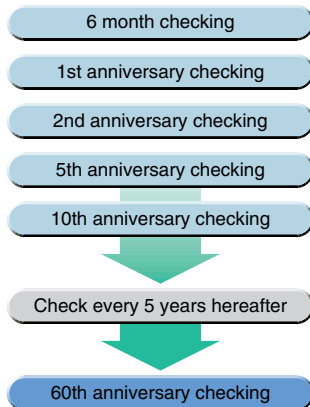 6 month checking
1st anniversary checking
2nd anniversary checking
5th anniversary checking
10th anniversary checking
Check every 5 years hereafter
60th anniversary checking